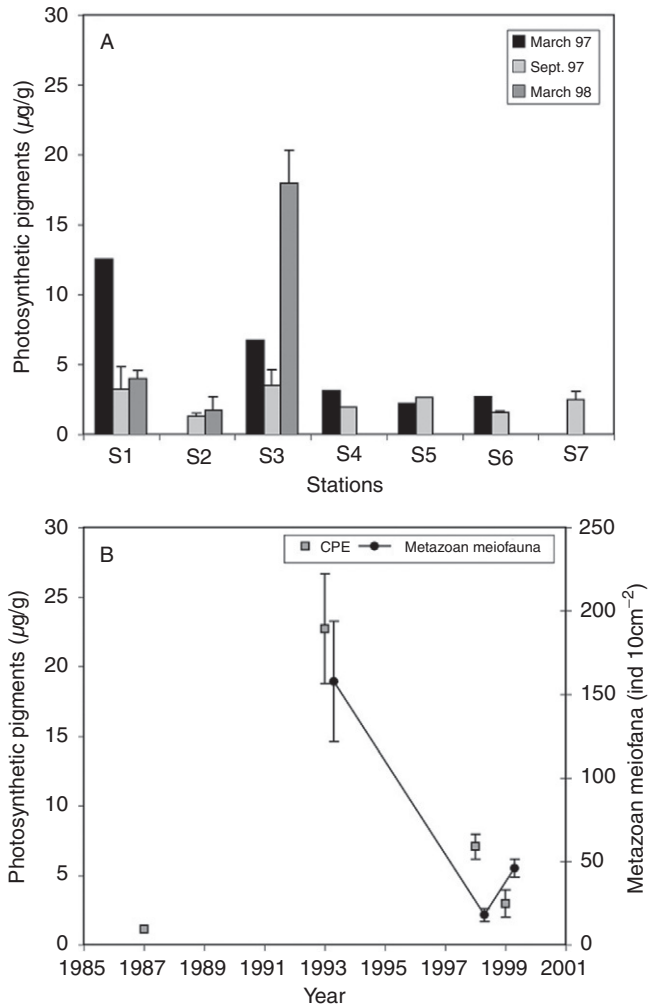 A
March 97
Sept. 97
March 98
Photosynthetic pigments (µg/g)
30
25
20
15
10
5
0
S1 S2 S3 S4 S5 S6 S7
Stations
B
CPE Metazoan meiofauna
Photosynthetic pigments (µg/g)
30
25
20
15
10
5
0
Metazoan meiofana (ind 10cm−2)
250
200
150
100
50
0
1985 1987 1989 1991 1993 1995 1997 1999 2001
Year